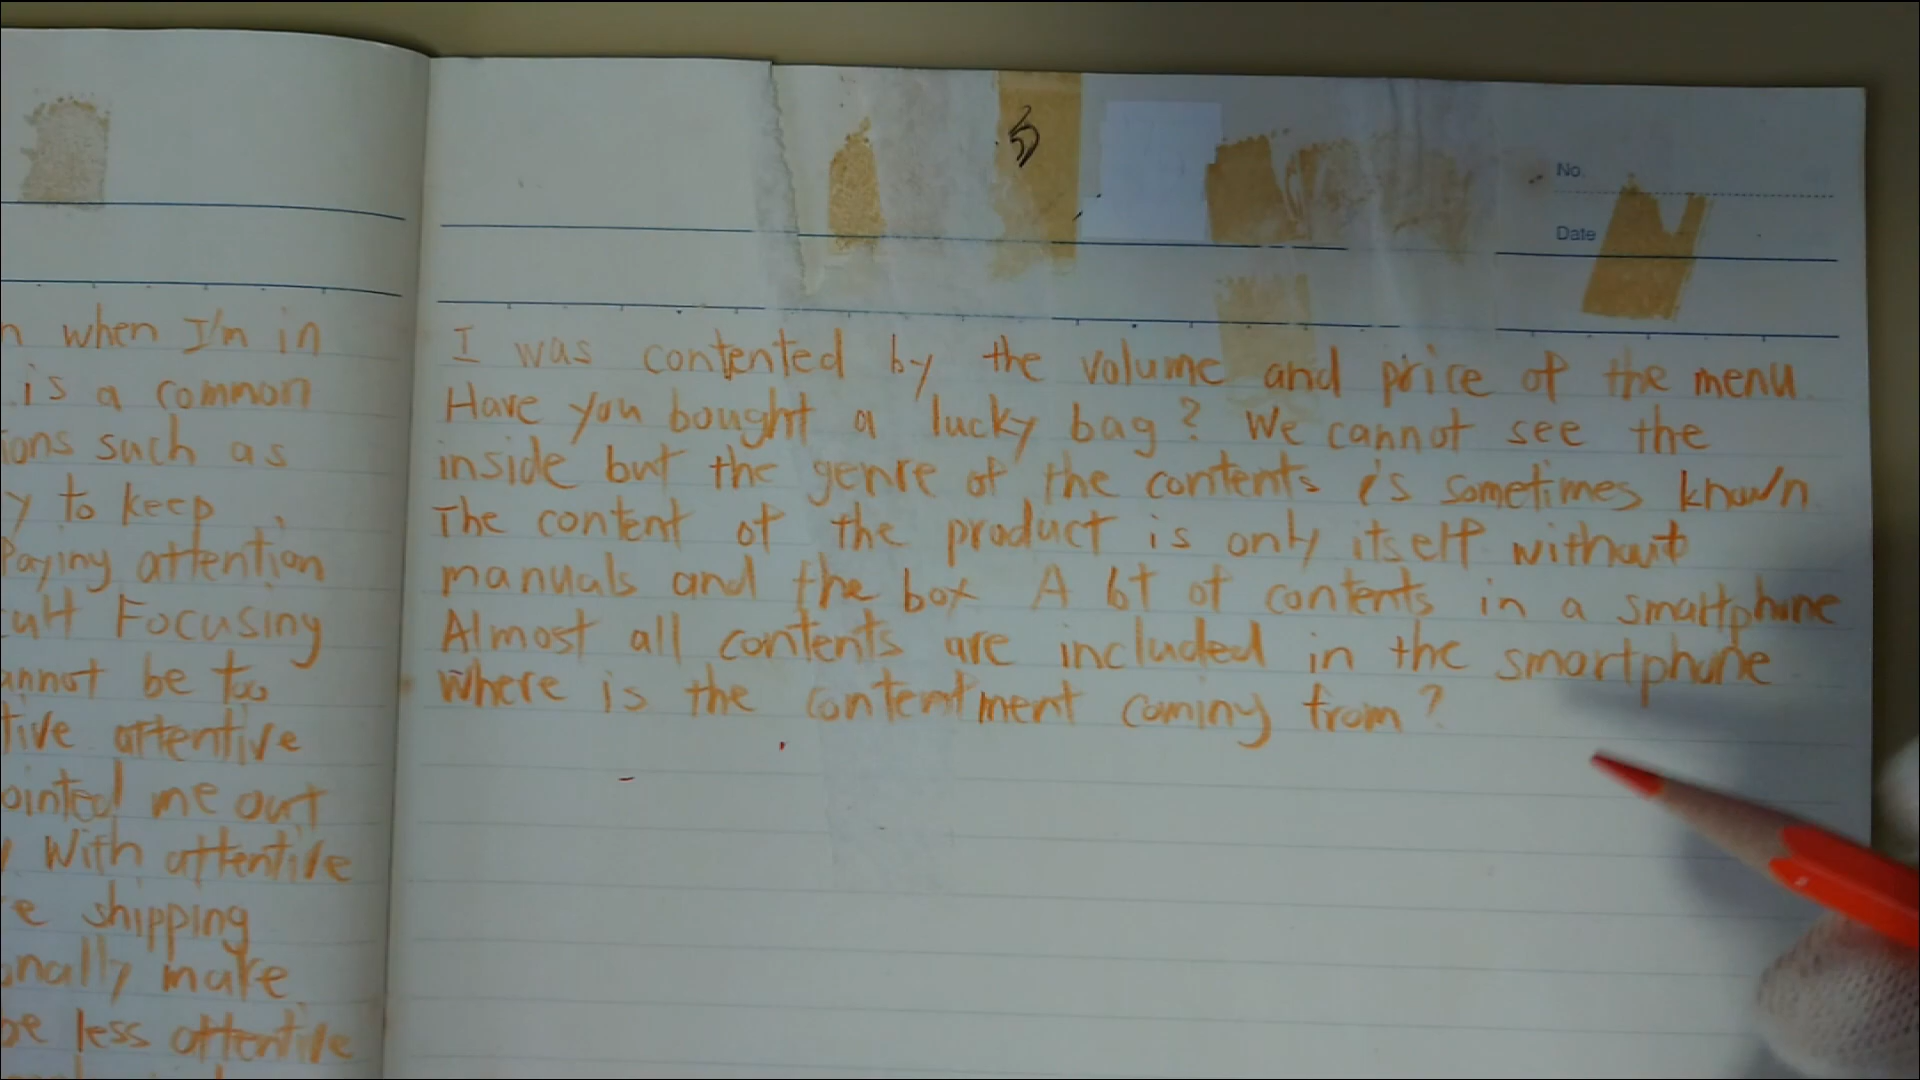 n when I'm in
is a common
ions such as
y to keep
Paying attention
cult Focusing
annot be too
tive attentive
ointed me out
y With attentive
e shipping
onally make
be less attentive
5
No.
Date
I was contented by the volume and price of the menu
Have you bought a lucky bag? We cannot see the
inside but the genre of the contents is sometimes known
The content of the product is only itself without
manuals and the box A lot of contents in a smartphone
Almost all contents are included in the smartphone
where is the contentment coming from?